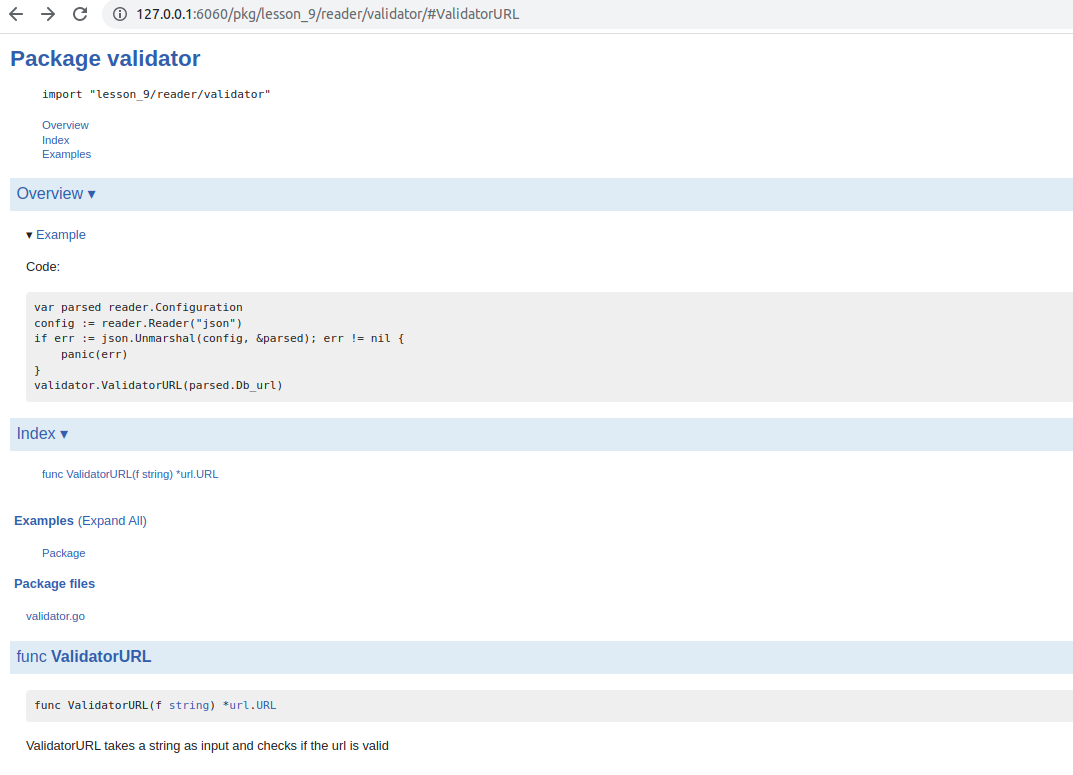 127.0.0.1:6060/pkg/lesson_9/reader/validator/#ValidatorURL
Package validator
import "lesson_9/reader/validator"
Overview
Index
Examples
Overview ▾
▾ Example
Code:
var parsed reader.Configuration
config := reader.Reader("json")
if err := json.Unmarshal(config, &parsed); err != nil {
    panic(err)
}
validator.ValidatorURL(parsed.Db_url)
Index ▾
func ValidatorURL(f string) *url.URL
Examples (Expand All)
Package
Package files
validator.go
func ValidatorURL
func ValidatorURL(f string) *url.URL
ValidatorURL takes a string as input and checks if the url is valid